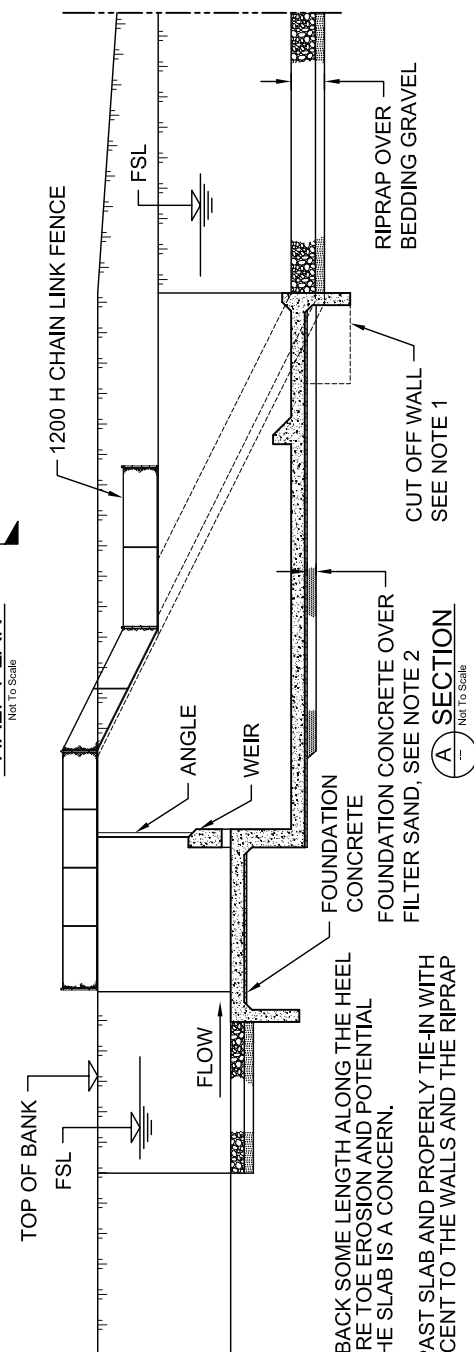 Not To Scale
1200 H CHAIN LINK FENCE
TOP OF BANK
FSL
FSL
ANGLE
WEIR
FLOW
FOUNDATION
CONCRETE
RIPRAP OVER
BEDDING GRAVEL
CUT OFF WALL
SEE NOTE 1
FOUNDATION CONCRETE OVER
FILTER SAND, SEE NOTE 2
A SECTION
--
Not To Scale
BACK SOME LENGTH ALONG THE HEEL
RE TOE EROSION AND POTENTIAL
HE SLAB IS A CONCERN.
PAST SLAB AND PROPERLY TIE-IN WITH
CENT TO THE WALLS AND THE RIPRAP